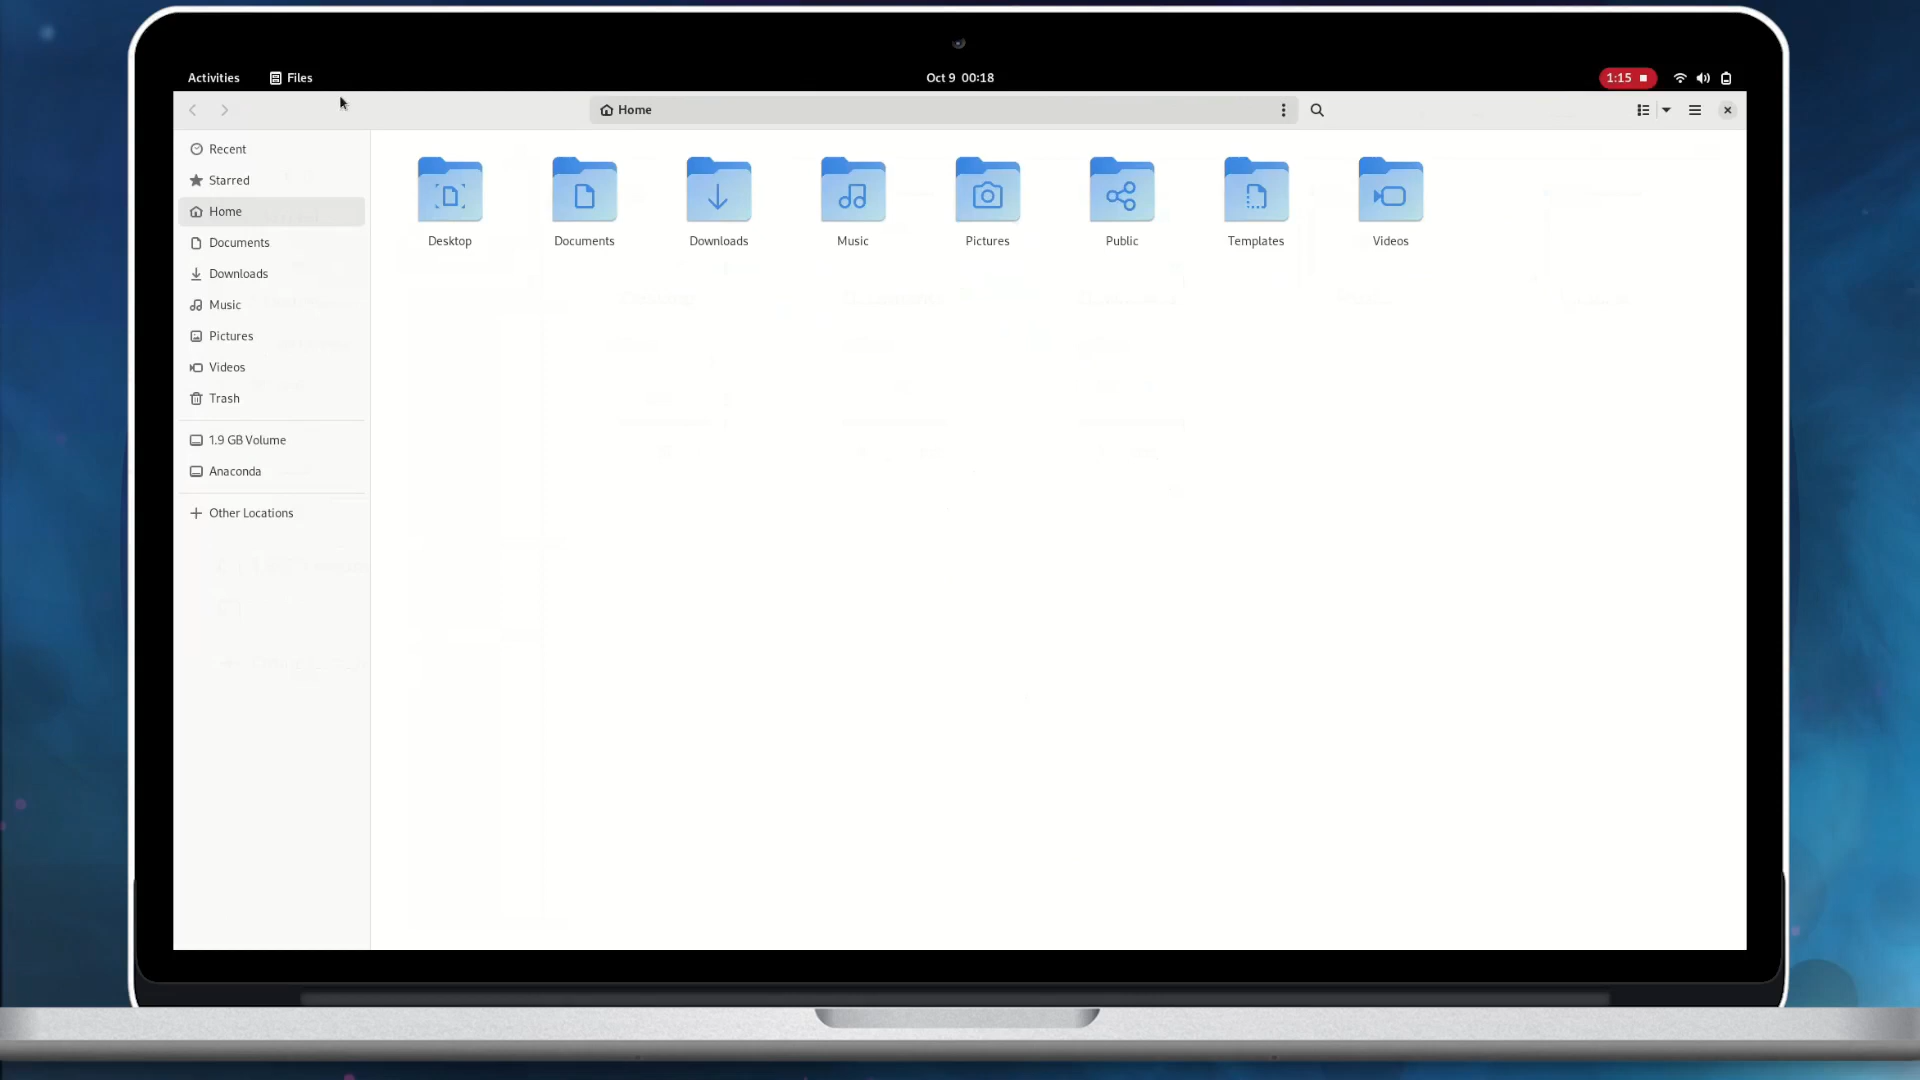 Activities
Files
Oct 9 00:18
1:15
Home
Recent
Starred
Home
Documents
Downloads
Music
Pictures
Videos
Trash
1.9 GB Volume
Anaconda
Other Locations
Desktop
Documents
Downloads
Music
Pictures
Public
Templates
Videos